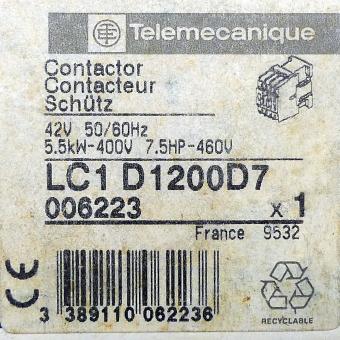 Telemecanique
Contactor
Contacteur
Schütz
42V 50/60Hz
5.5kW-400V 7.5HP-460V
LC1 D1200D7
006223 x 1
France 9532
CE
3 389110 062236
RECYCLABLE